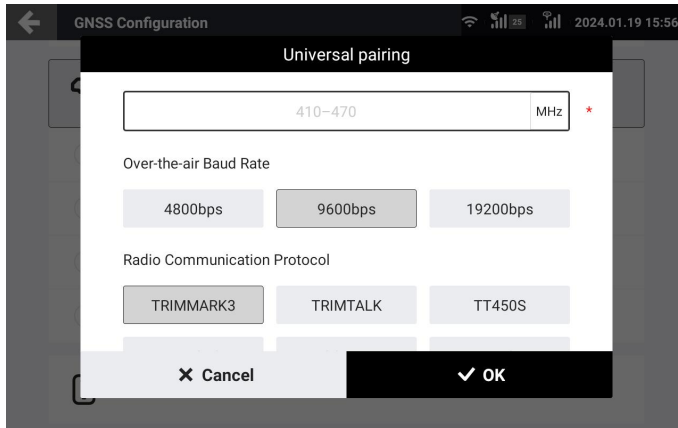 GNSS Configuration 25 2024.01.19 15:56
Universal pairing
410-470 MHz *
Over-the-air Baud Rate
4800bps 9600bps 19200bps
Radio Communication Protocol
TRIMMARK3 TRIMTALK TT450S
Cancel OK